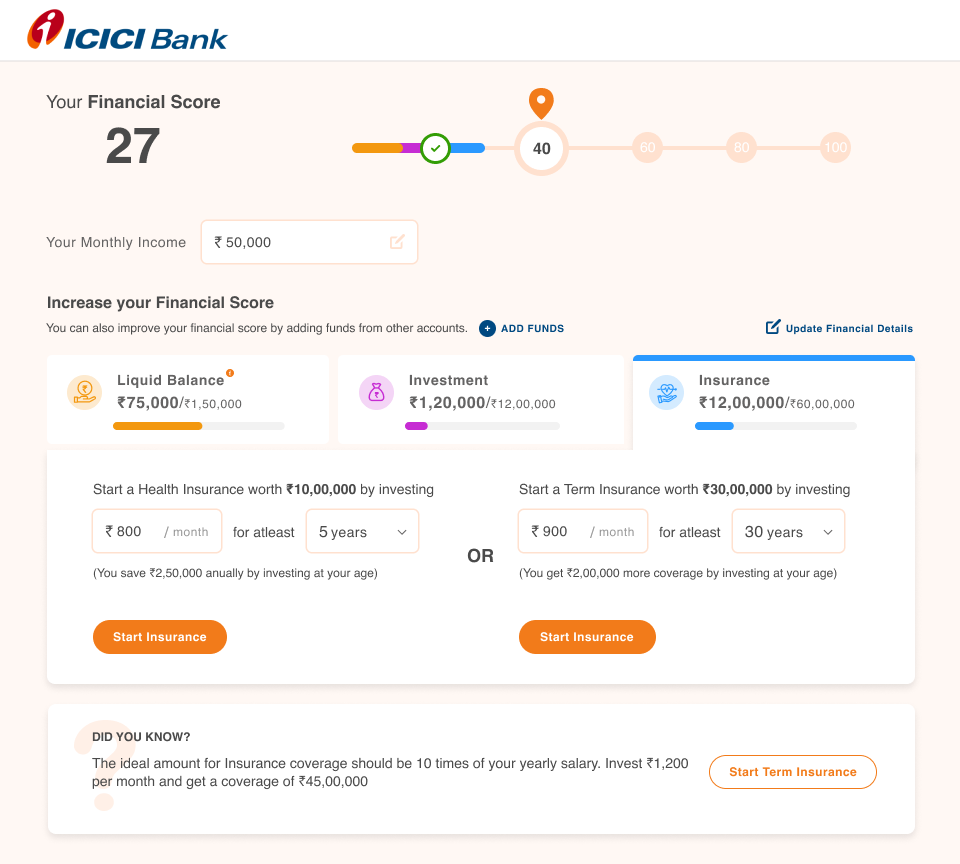 ICICI Bank
Your Financial Score
27
40
60
80
100
Your Monthly Income
₹ 50,000
Increase your Financial Score
You can also improve your financial score by adding funds from other accounts.
ADD FUNDS
Update Financial Details
Liquid Balance
₹75,000/₹1,50,000
Investment
₹1,20,000/₹12,00,000
Insurance
₹12,00,000/₹60,00,000
Start a Health Insurance worth ₹10,00,000 by investing
₹ 800 / month for atleast 5 years
(You save ₹2,50,000 anually by investing at your age)
Start Insurance
OR
Start a Term Insurance worth ₹30,00,000 by investing
₹ 900 / month for atleast 30 years
(You get ₹2,00,000 more coverage by investing at your age)
Start Insurance
?
DID YOU KNOW?
The ideal amount for Insurance coverage should be 10 times of your yearly salary. Invest ₹1,200
per month and get a coverage of ₹45,00,000
Start Term Insurance